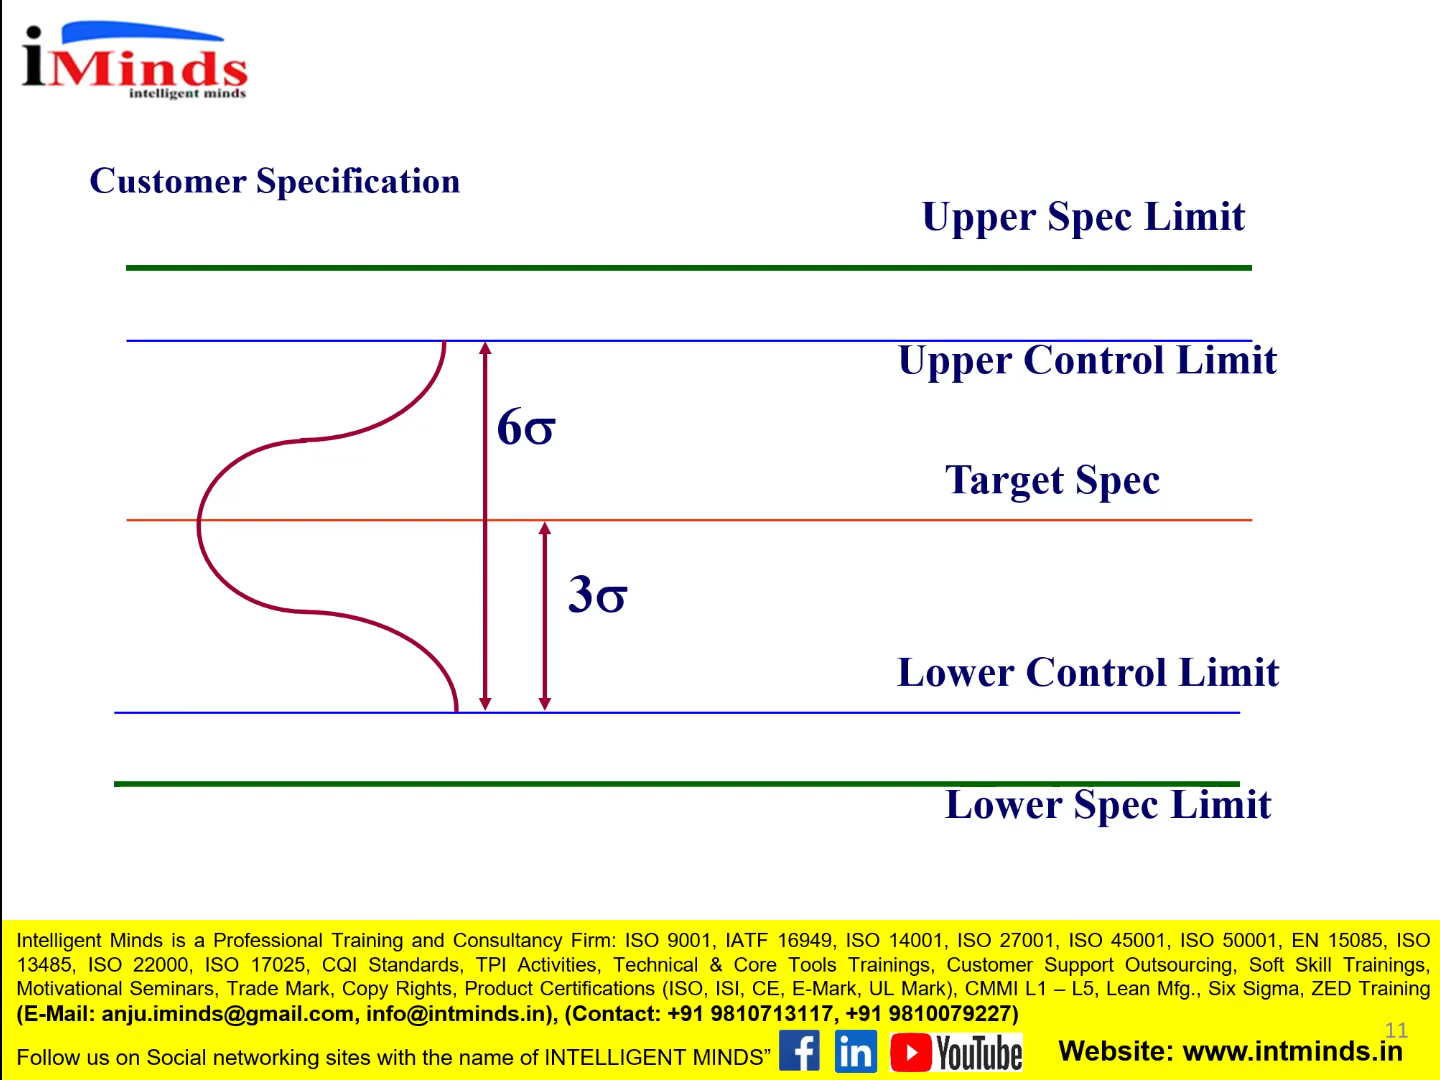 iMinds
intelligent minds
Customer Specification
Upper Spec Limit
Upper Control Limit
6σ
Target Spec
3σ
Lower Control Limit
Lower Spec Limit
Intelligent Minds is a Professional Training and Consultancy Firm: ISO 9001, IATF 16949, ISO 14001, ISO 27001, ISO 45001, ISO 50001, EN 15085, ISO
13485, ISO 22000, ISO 17025, CQI Standards, TPI Activities, Technical & Core Tools Trainings, Customer Support Outsourcing, Soft Skill Trainings,
Motivational Seminars, Trade Mark, Copy Rights, Product Certifications (ISO, ISI, CE, E-Mark, UL Mark), CMMI L1 – L5, Lean Mfg., Six Sigma, ZED Training
(E-Mail: anju.iminds@gmail.com, info@intminds.in), (Contact: +91 9810713117, +91 9810079227)
11
Follow us on Social networking sites with the name of INTELLIGENT MINDS” f in YouTube Website: www.intminds.in